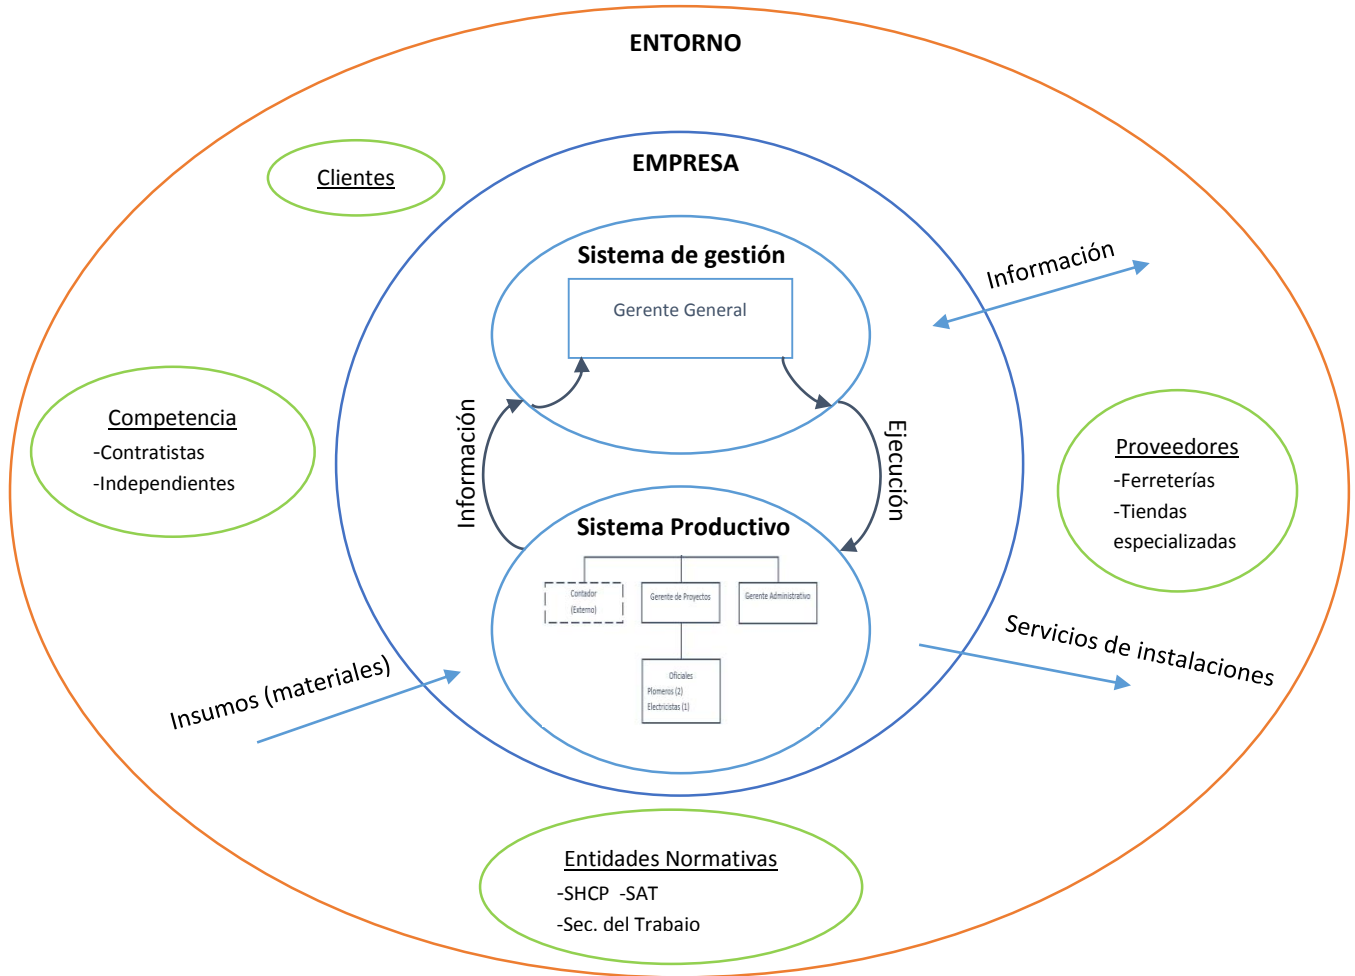 ENTORNO
EMPRESA
Clientes
Sistema de gestión
Gerente General
Información
Competencia
-Contratistas
-Independientes
Información
Ejecución
Proveedores
-Ferreterías
-Tiendas
especializadas
Sistema Productivo
Contador
(Externo)
Gerente de Proyectos
Gerente Administrativo
Oficiales
Plomeros (2)
Electricistas (1)
Insumos (materiales)
Servicios de instalaciones
Entidades Normativas
-SHCP -SAT
-Sec. del Trabaio